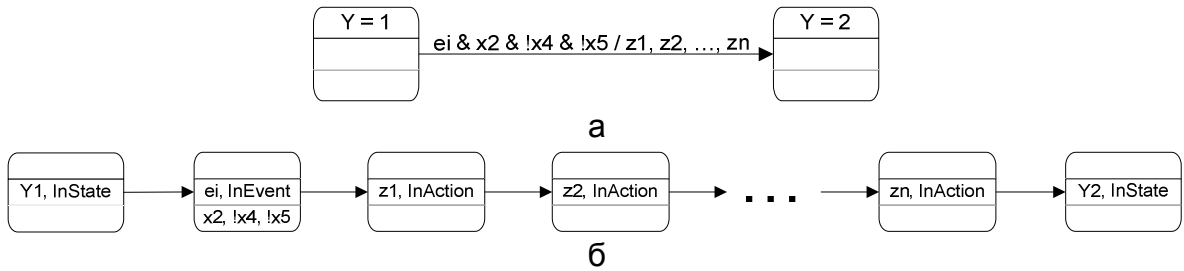 Y = 1
Y = 2
ei & x2 & !x4 & !x5 / z1, z2, …, zn
а
Y1, InState
ei, InEvent
x2, !x4, !x5
z1, InAction
z2, InAction
. . .
zn, InAction
Y2, InState
б